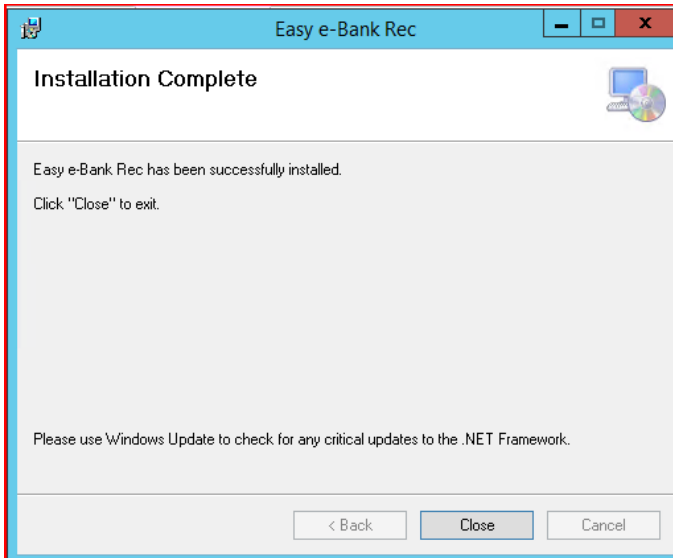 Easy e-Bank Rec
Installation Complete
Easy e-Bank Rec has been successfully installed.
Click "Close" to exit.
Please use Windows Update to check for any critical updates to the .NET Framework.
< Back
Close
Cancel